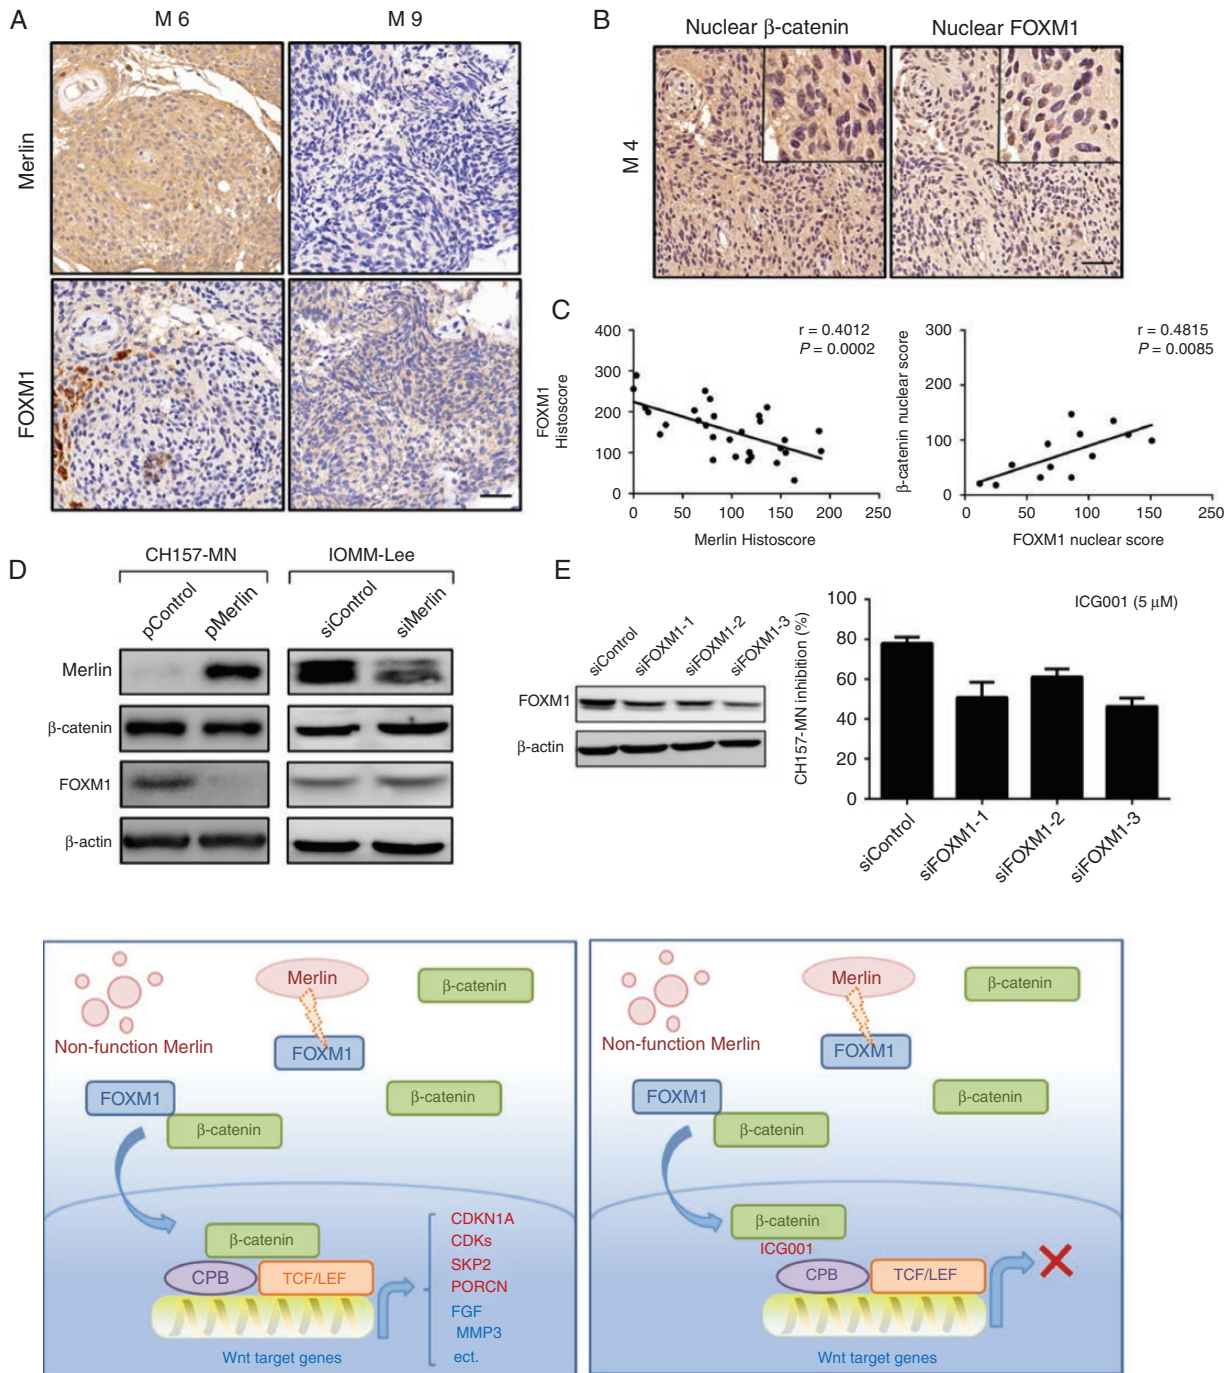 A
M 6
M 9
Merlin
FOXM1
B
Nuclear β-catenin
Nuclear FOXM1
M 4
C
FOXM1
Histoscore
400
300
200
100
0
r = 0.4012
P = 0.0002
0
50
100
150
200
250
Merlin Histoscore
β-catenin nuclear score
300
200
100
0
r = 0.4815
P = 0.0085
0
50
100
150
200
250
FOXM1 nuclear score
D
CH157-MN
IOMM-Lee
pControl
pMerlin
siControl
siMerlin
Merlin
β-catenin
FOXM1
β-actin
E
siControl
siFOXM1-1
siFOXM1-2
siFOXM1-3
FOXM1
β-actin
CH157-MN inhibition (%)
100
80
60
40
20
0
ICG001 (5 µM)
siControl
siFOXM1-1
siFOXM1-2
siFOXM1-3
Non-function Merlin
Merlin
β-catenin
FOXM1
FOXM1
β-catenin
β-catenin
β-catenin
CPB
TCF/LEF
CDKN1A
CDKs
SKP2
PORCN
FGF
MMP3
ect.
Wnt target genes
Non-function Merlin
Merlin
β-catenin
FOXM1
FOXM1
β-catenin
β-catenin
β-catenin
ICG001
CPB
TCF/LEF
Wnt target genes